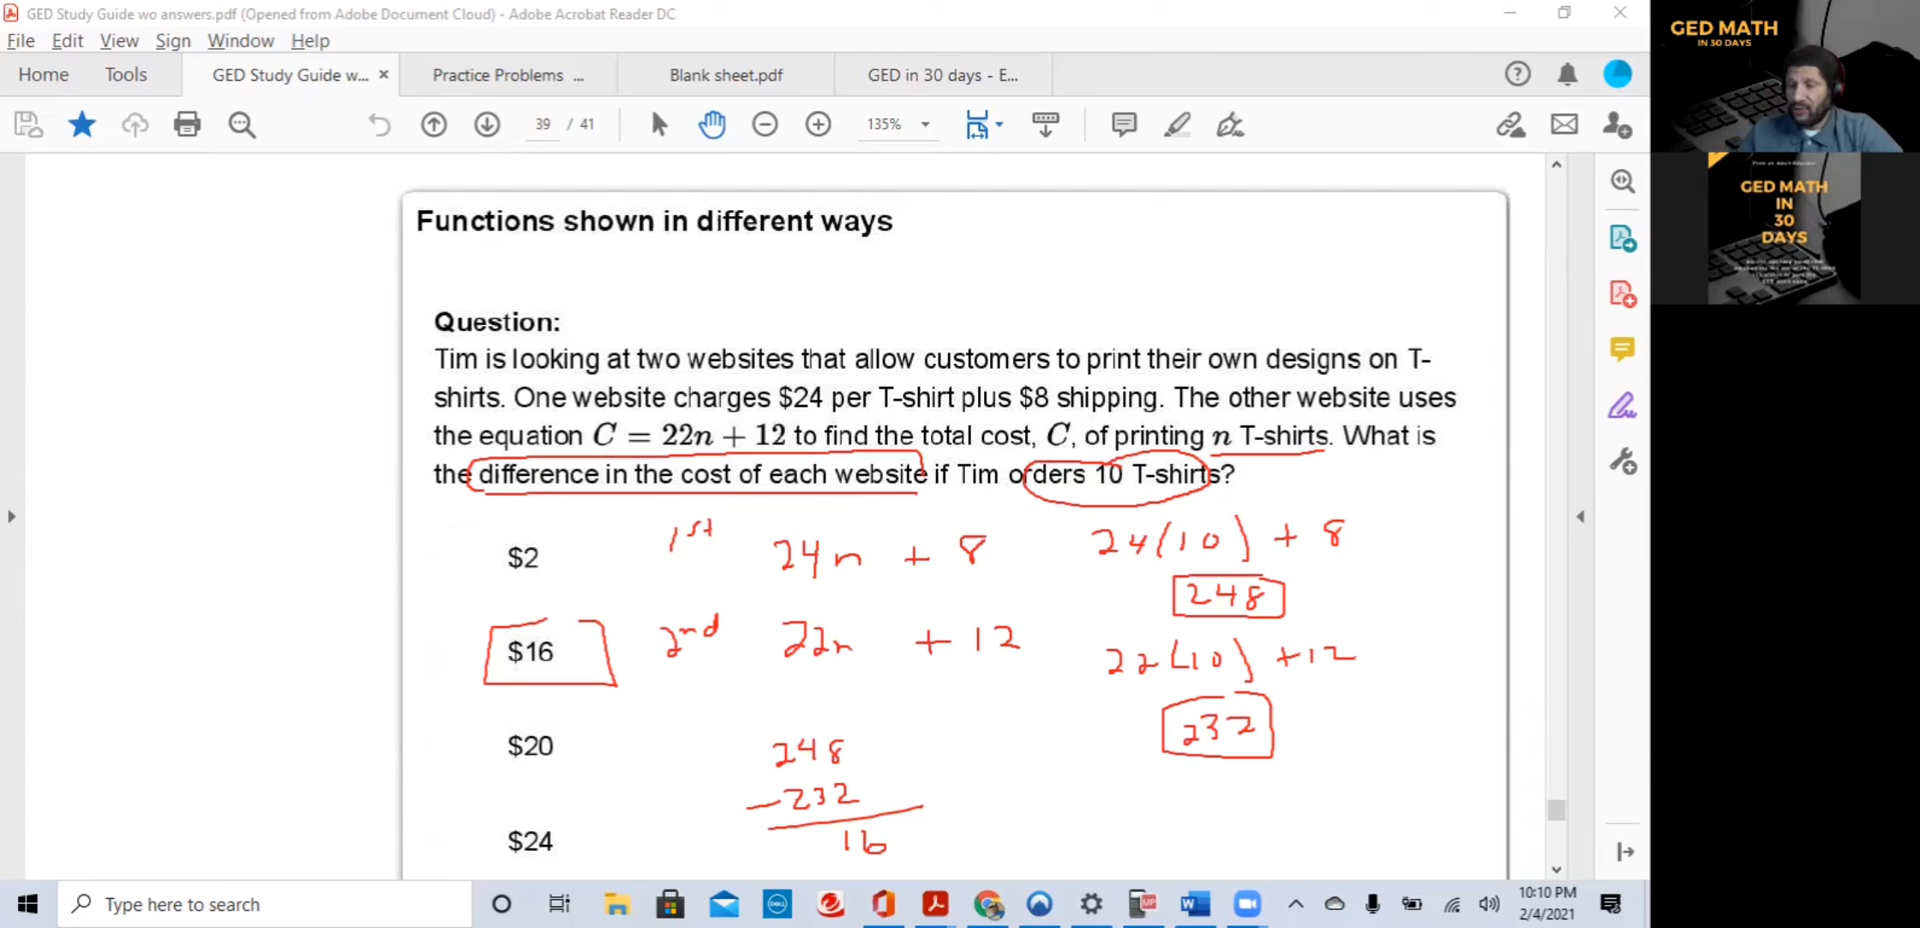 GED Study Guide wo answers.pdf (Opened from Adobe Document Cloud) - Adobe Acrobat Reader DC
File Edit View Sign Window Help
Home Tools GED Study Guide w... × Practice Problems ... Blank sheet.pdf GED in 30 days - E...
39 / 41 135%
GED MATH
IN 30 DAYS
GED MATH
IN
30
DAYS
Functions shown in different ways
Question:
Tim is looking at two websites that allow customers to print their own designs on T-
shirts. One website charges $24 per T-shirt plus $8 shipping. The other website uses
the equation C = 22n + 12 to find the total cost, C, of printing n T-shirts. What is
the difference in the cost of each website if Tim orders 10 T-shirts?
$2 1st 24n + 8 24(10) + 8
248
$16 2nd 22n + 12 22(10) +12
232
$20 248
-232
$24 16
Type here to search
10:10 PM
2/4/2021